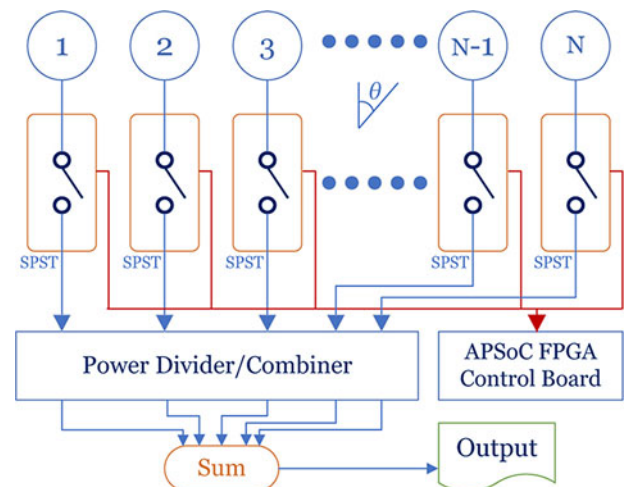 1
2
3
N-1
N
θ
SPST
SPST
SPST
SPST
SPST
Power Divider/Combiner
APSoC FPGA
Control Board
Sum
Output